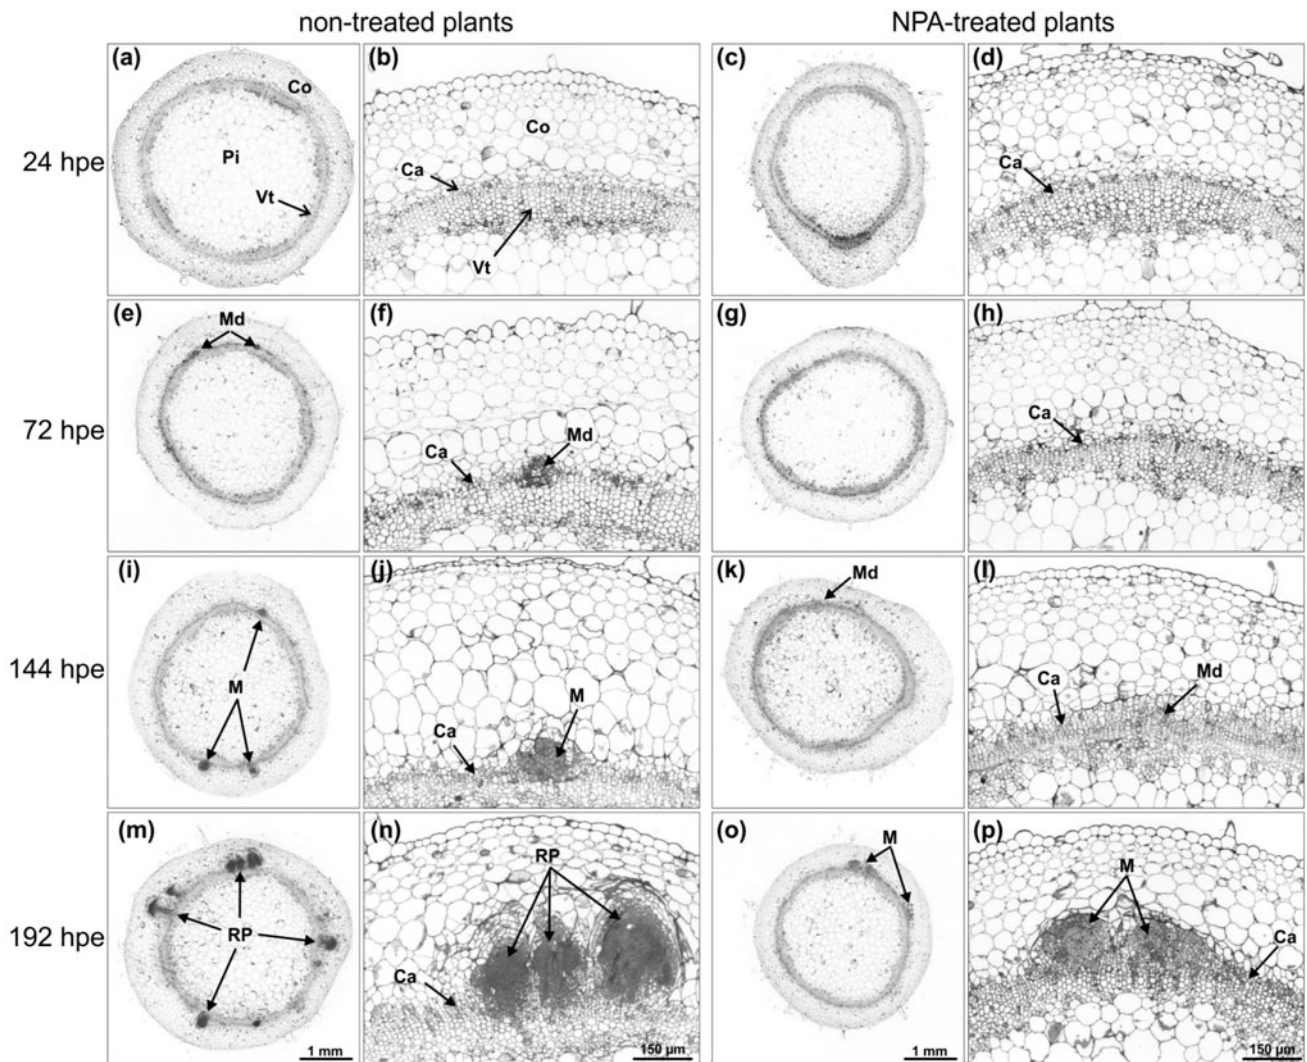 non-treated plants NPA-treated plants
(a) Co Pi Vt (b) Co Ca Vt (c) (d) Ca
24 hpe
(e) Md (f) Ca Md (g) (h) Ca
72 hpe
(i) M (j) M Ca (k) Md (l) Ca Md
144 hpe
(m) RP 1 mm (n) RP Ca 150 µm (o) M 1 mm (p) M Ca 150 µm
192 hpe